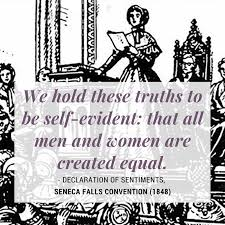 We hold these truths to
be self-evident: that all
men and women are
created equal.
- DECLARATION OF SENTIMENTS,
SENECA FALLS CONVENTION (1848)